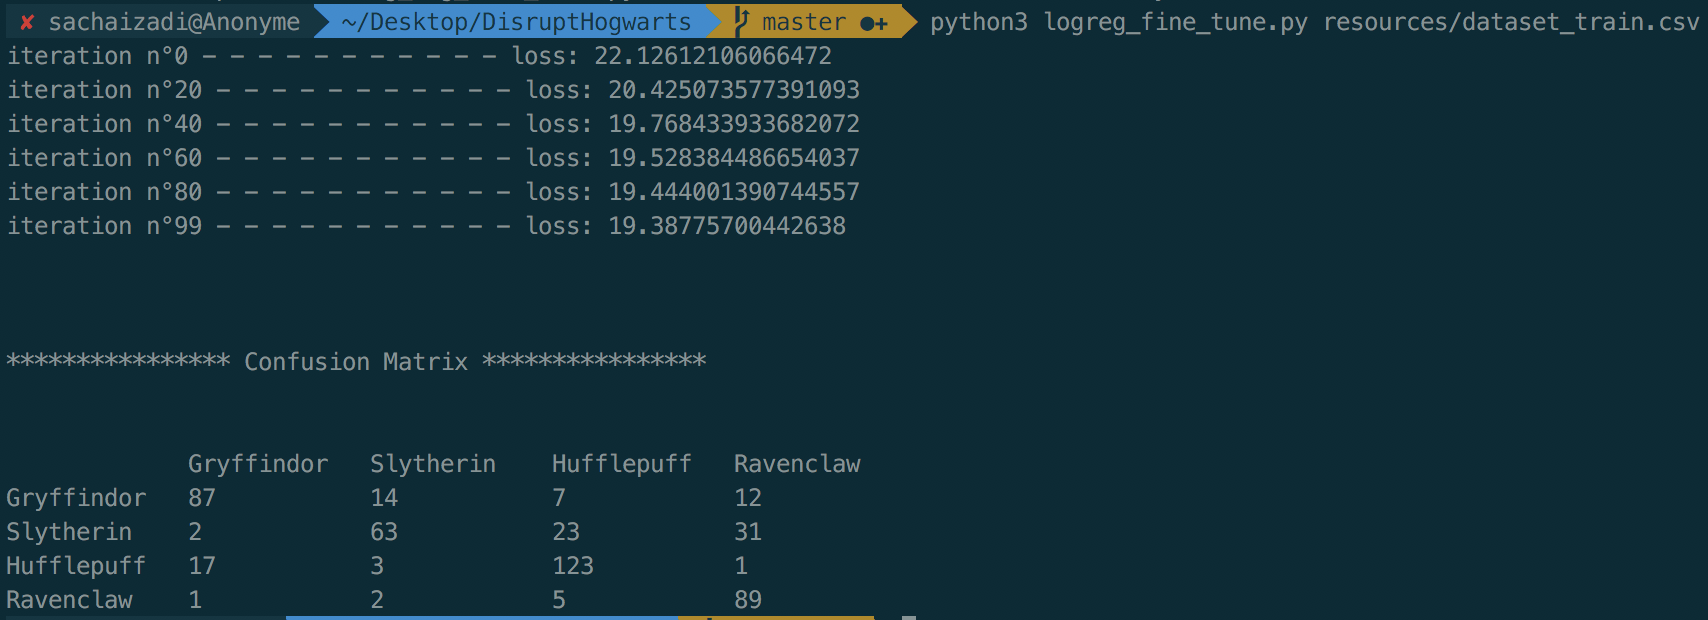 ✘ sachaizadi@Anonyme ~/Desktop/DisruptHogwarts master ●+ python3 logreg_fine_tune.py resources/dataset_train.csv
iteration n°0 - - - - - - - - - - - loss: 22.12612106066472
iteration n°20 - - - - - - - - - - - loss: 20.425073577391093
iteration n°40 - - - - - - - - - - - loss: 19.768433933682072
iteration n°60 - - - - - - - - - - - loss: 19.528384486654037
iteration n°80 - - - - - - - - - - - loss: 19.444001390744557
iteration n°99 - - - - - - - - - - - loss: 19.38775700442638
**************** Confusion Matrix ****************
Gryffindor Slytherin Hufflepuff Ravenclaw
Gryffindor 87 14 7 12
Slytherin 2 63 23 31
Hufflepuff 17 3 123 1
Ravenclaw 1 2 5 89